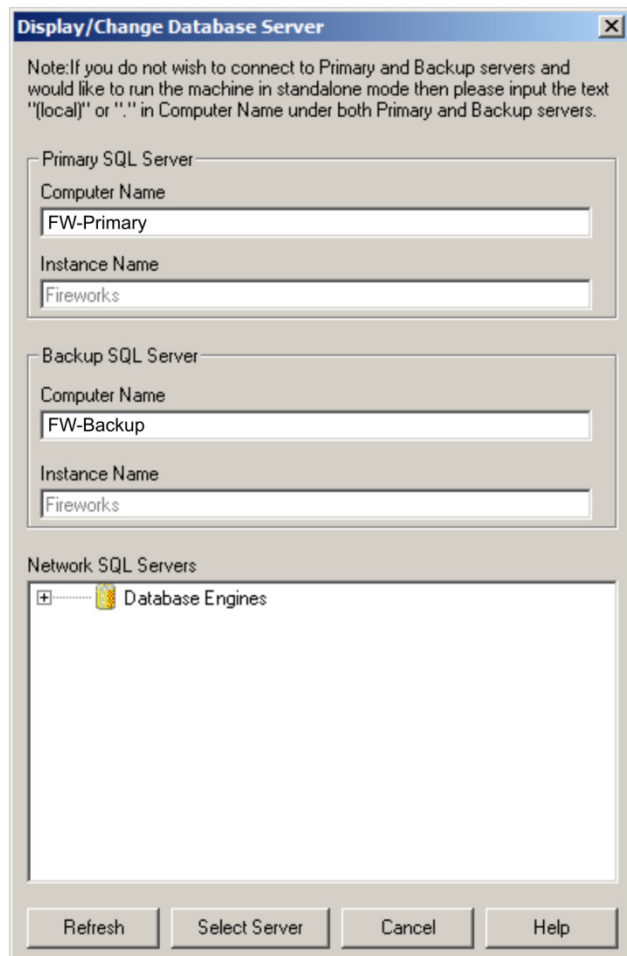 Display/Change Database Server
Note:If you do not wish to connect to Primary and Backup servers and
would like to run the machine in standalone mode then please input the text
"(local)" or "." in Computer Name under both Primary and Backup servers.
Primary SQL Server
Computer Name
FW-Primary
Instance Name
Fireworks
Backup SQL Server
Computer Name
FW-Backup
Instance Name
Fireworks
Network SQL Servers
Database Engines
Refresh Select Server Cancel Help